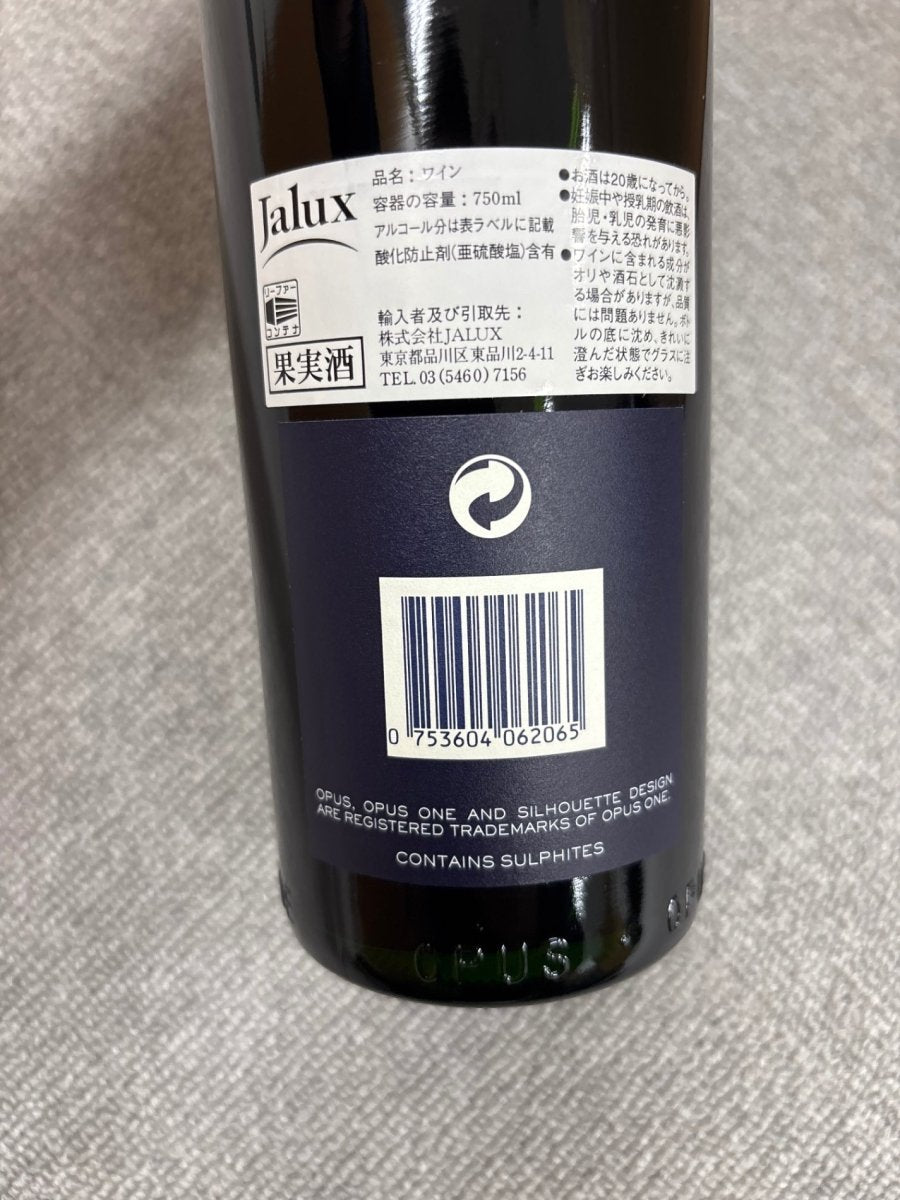 Jalux
品名：ワイン
容器の容量：750ml
アルコール分は表ラベルに記載
酸化防止剤(亜硫酸塩)含有
リーファー
コンテナ
果実酒
輸入者及び引取先：
株式会社JALUX
東京都品川区東品川2-4-11
TEL.03(5460)7156
●お酒は20歳になってから。
●妊娠中や授乳期の飲酒は、
胎児・乳児の発育に悪影
響を与える恐れがあります。
●ワインに含まれる成分が
オリや酒石として沈澱す
る場合がありますが、品質
には問題ありません。ボト
ルの底に沈め、きれいに
澄んだ状態でグラスに注
ぎお楽しみください。
0 753604 062065
OPUS, OPUS ONE AND SILHOUETTE DESIGN
ARE REGISTERED TRADEMARKS OF OPUS ONE.
CONTAINS SULPHITES
OPUS